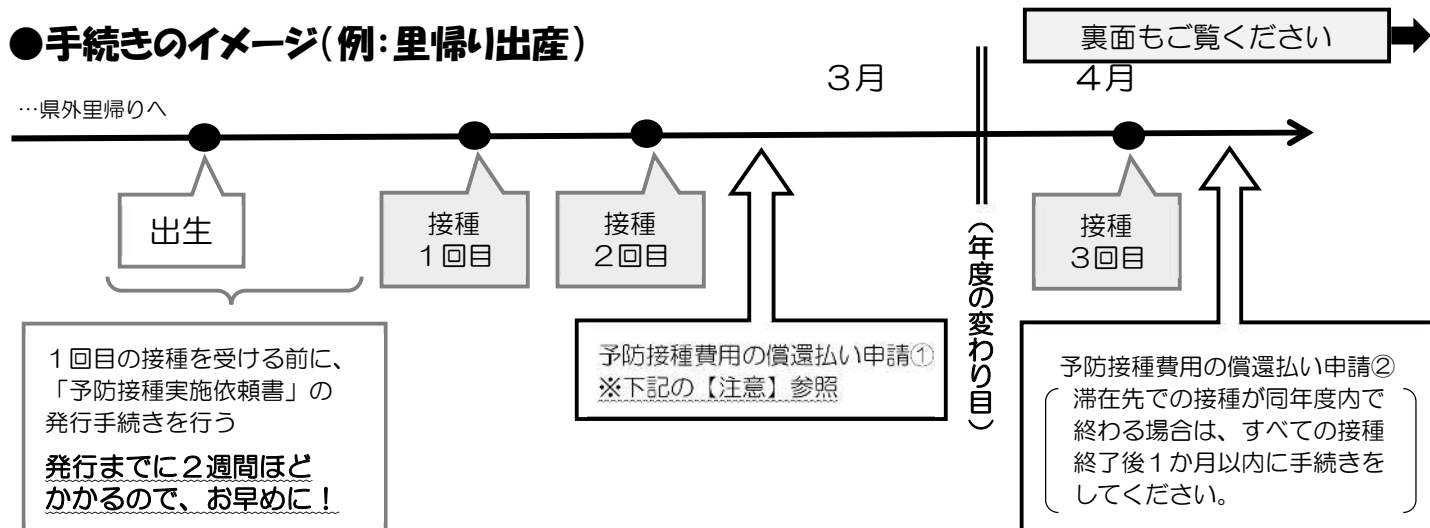 ●手続きのイメージ(例:里帰り出産)
裏面もご覧ください
3月
4月
…県外里帰りへ
出生
接種
1回目
接種
2回目
(年度の変わり目)
接種
3回目
1回目の接種を受ける前に、
「予防接種実施依頼書」の
発行手続きを行う
発行までに2週間ほど
かかるので、お早めに!
予防接種費用の償還払い申請①
※下記の【注意】参照
予防接種費用の償還払い申請②
滞在先での接種が同年度内で
終わる場合は、すべての接種
終了後1か月以内に手続きを
してください。